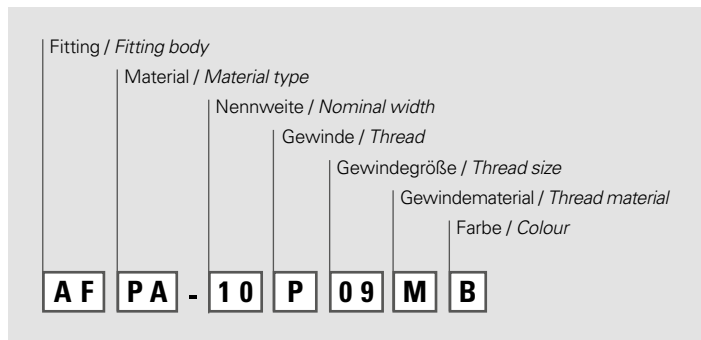 Fitting / Fitting body
Material / Material type
Nennweite / Nominal width
Gewinde / Thread
Gewindegröße / Thread size
Gewindematerial / Thread material
Farbe / Colour
AF PA - 10 P 09 M B